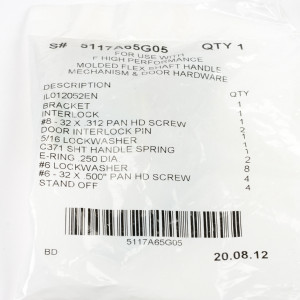 S# 5117A65G05 QTY 1
FOR USE WITH
F HIGH PERFORMANCE
MOLDED FLEX SHAFT HANDLE
MECHANISM & DOOR HARDWARE
DESCRIPTION QTY
IL012052EN 1
BRACKET 1
INTERLOCK 1
#8 - 32 X .312 PAN HD SCREW 1
DOOR INTERLOCK PIN 2
5/16 LOCKWASHER 1
C371 SHT HANDLE SPRING 1
E-RING .250 DIA. 2
#6 LOCKWASHER 8
#6 - 32 X .500" PAN HD SCREW 4
STAND OFF 4
5117A65G05
BD 20.08.12